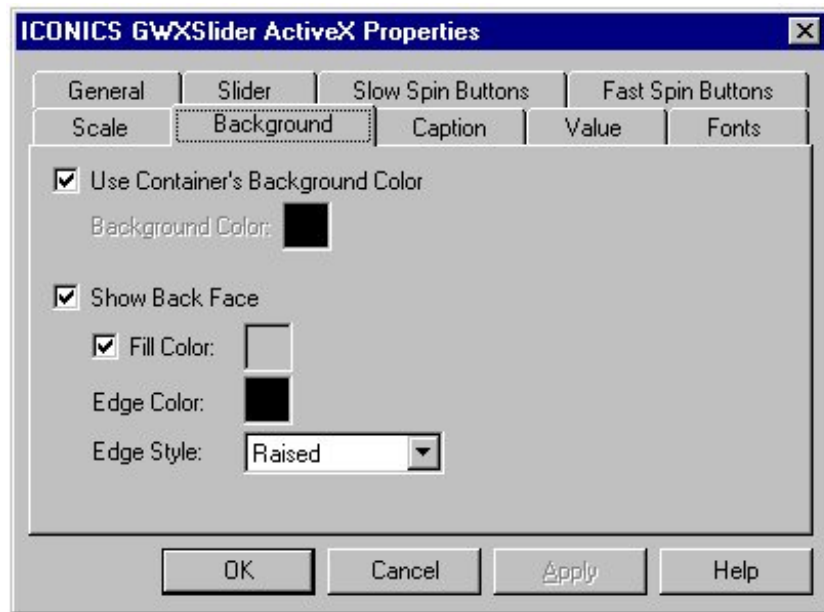 ICONICS GWXSlider ActiveX Properties
General Slider Slow Spin Buttons Fast Spin Buttons
Scale Background Caption Value Fonts
Use Container's Background Color
Background Color:
Show Back Face
Fill Color:
Edge Color:
Edge Style: Raised
OK Cancel Apply Help